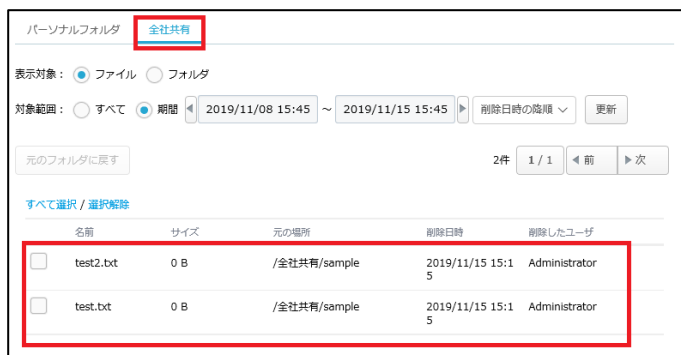 パーソナルフォルダ 全社共有
表示対象： ファイル フォルダ
対象範囲： すべて 期間 2019/11/08 15:45 ～ 2019/11/15 15:45 削除日時の降順 更新
元のフォルダに戻す 2件 1 / 1 前 次
すべて選択 / 選択解除
名前 サイズ 元の場所 削除日時 削除したユーザ
test2.txt 0 B /全社共有/sample 2019/11/15 15:1 Administrator
5
test.txt 0 B /全社共有/sample 2019/11/15 15:1 Administrator
5